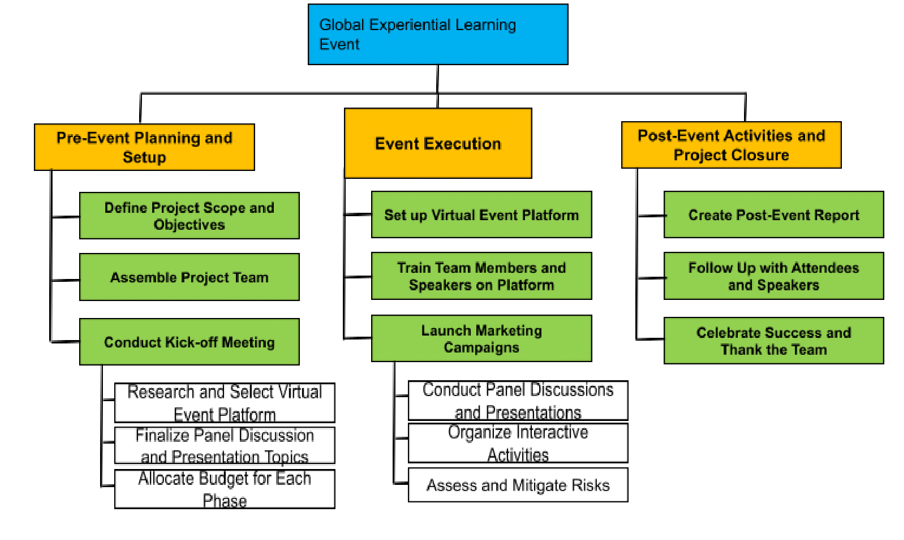 Global Experiential Learning
Event
Pre-Event Planning and
Setup
Define Project Scope and
Objectives
Assemble Project Team
Conduct Kick-off Meeting
Research and Select Virtual
Event Platform
Finalize Panel Discussion
and Presentation Topics
Allocate Budget for Each
Phase
Event Execution
Set up Virtual Event Platform
Train Team Members and
Speakers on Platform
Launch Marketing
Campaigns
Conduct Panel Discussions
and Presentations
Organize Interactive
Activities
Assess and Mitigate Risks
Post-Event Activities and
Project Closure
Create Post-Event Report
Follow Up with Attendees
and Speakers
Celebrate Success and
Thank the Team